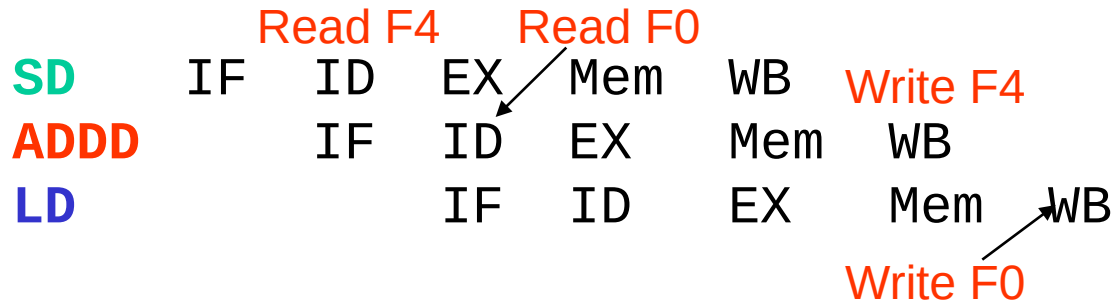 Read F4 Read F0
SD IF ID EX Mem WB
Write F4
ADDD IF ID EX Mem WB
LD IF ID EX Mem WB
Write F0